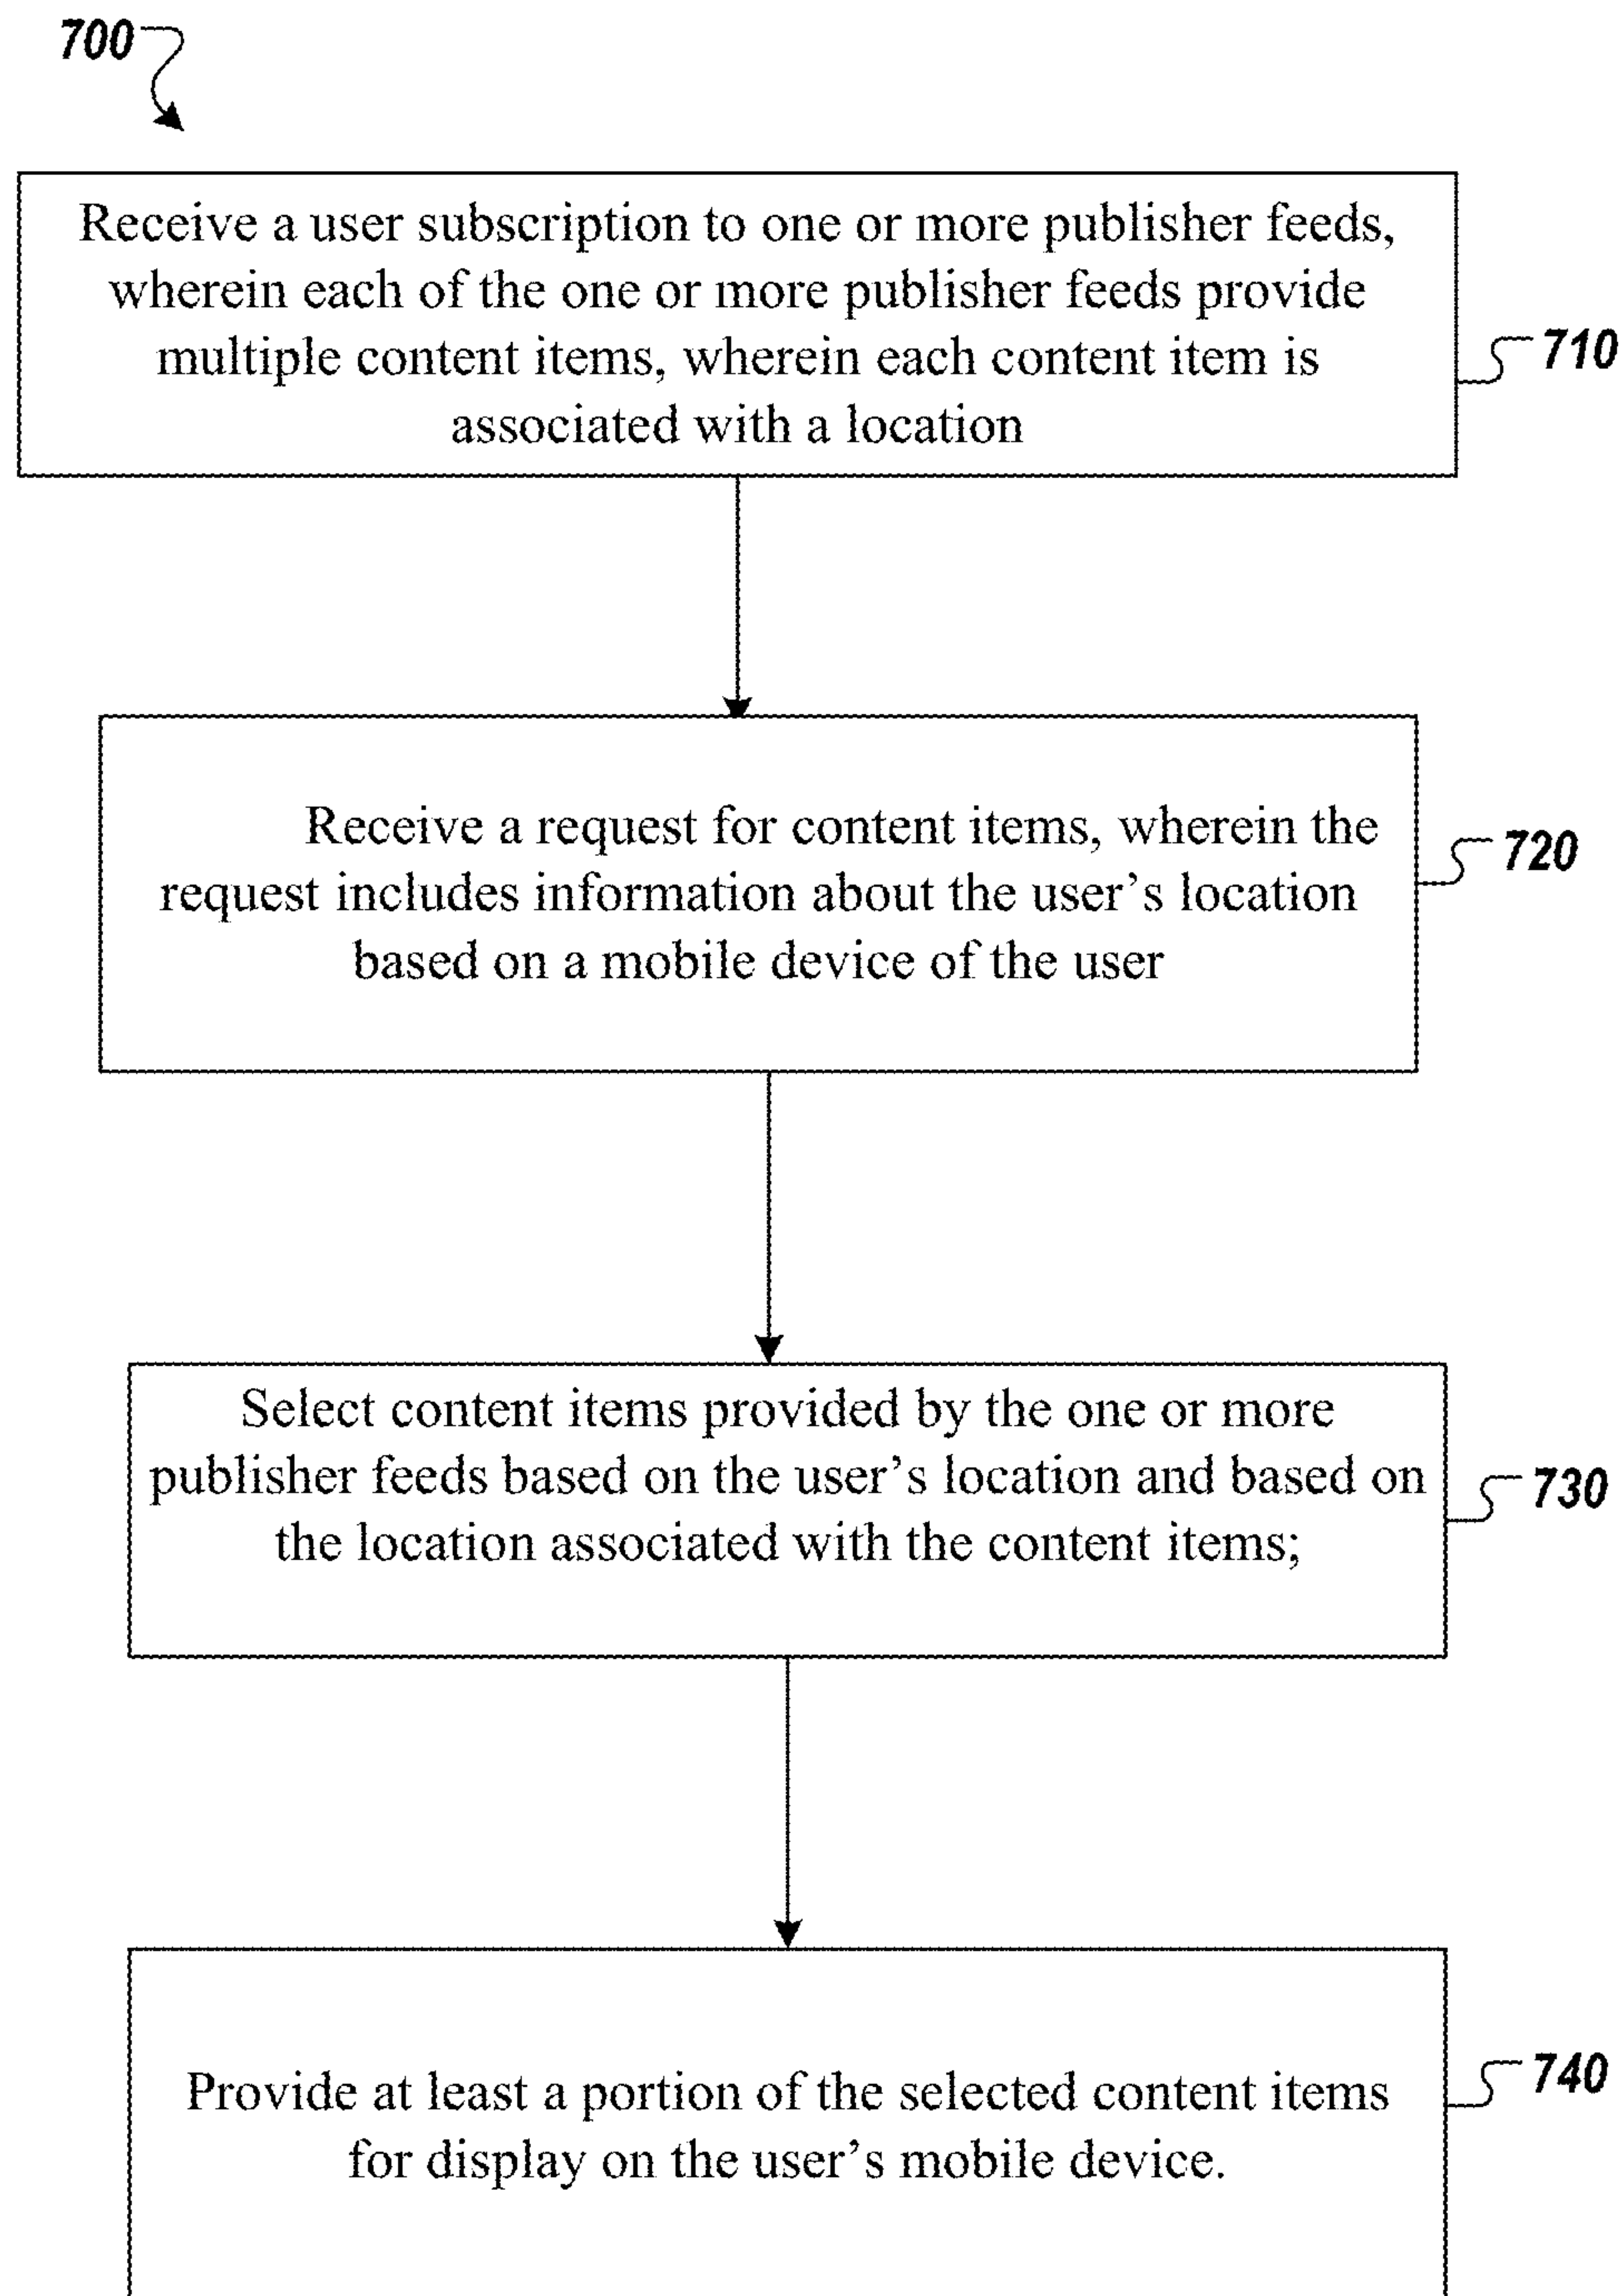 700
Receive a user subscription to one or more publisher feeds,
wherein each of the one or more publisher feeds provide
multiple content items, wherein each content item is
associated with a location
710
Receive a request for content items, wherein the
request includes information about the user’s location
based on a mobile device of the user
720
Select content items provided by the one or more
publisher feeds based on the user’s location and based on
the location associated with the content items;
730
Provide at least a portion of the selected content items
for display on the user’s mobile device.
740